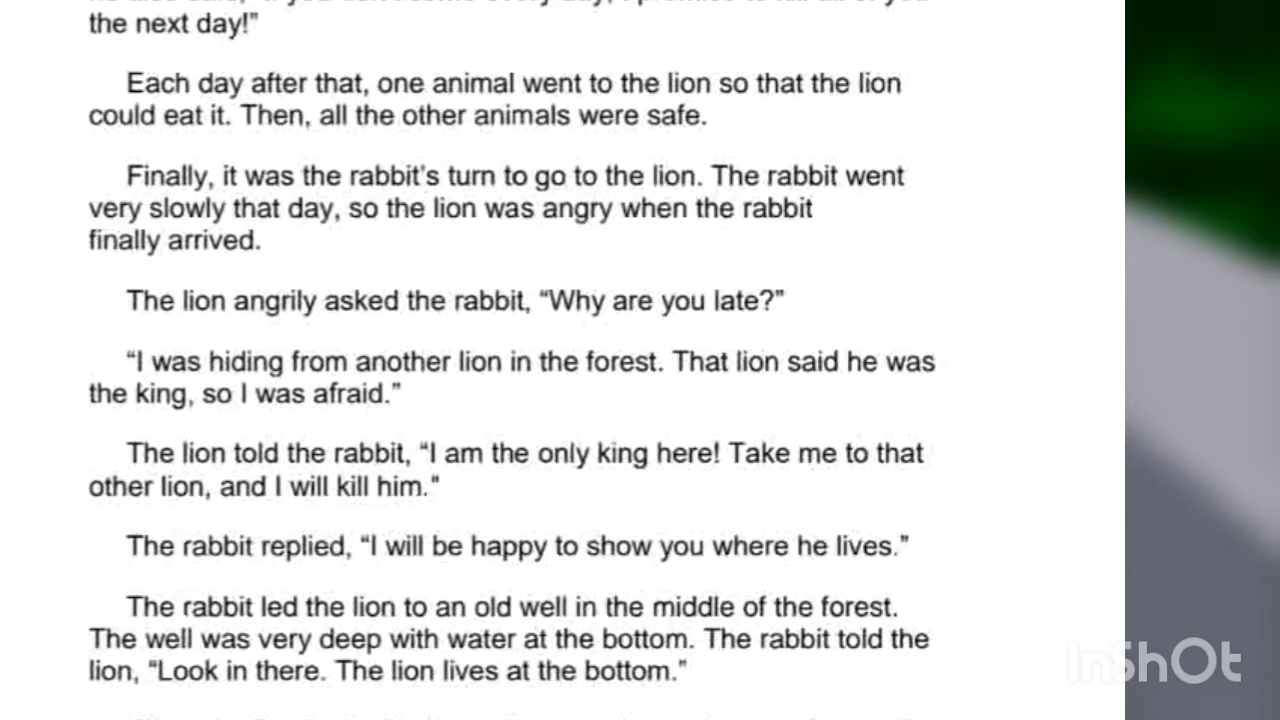 the next day!”
Each day after that, one animal went to the lion so that the lion
could eat it. Then, all the other animals were safe.
Finally, it was the rabbit’s turn to go to the lion. The rabbit went
very slowly that day, so the lion was angry when the rabbit
finally arrived.
The lion angrily asked the rabbit, “Why are you late?”
“I was hiding from another lion in the forest. That lion said he was
the king, so I was afraid.”
The lion told the rabbit, “I am the only king here! Take me to that
other lion, and I will kill him.”
The rabbit replied, “I will be happy to show you where he lives.”
The rabbit led the lion to an old well in the middle of the forest.
The well was very deep with water at the bottom. The rabbit told the
lion, “Look in there. The lion lives at the bottom.”
InShOt